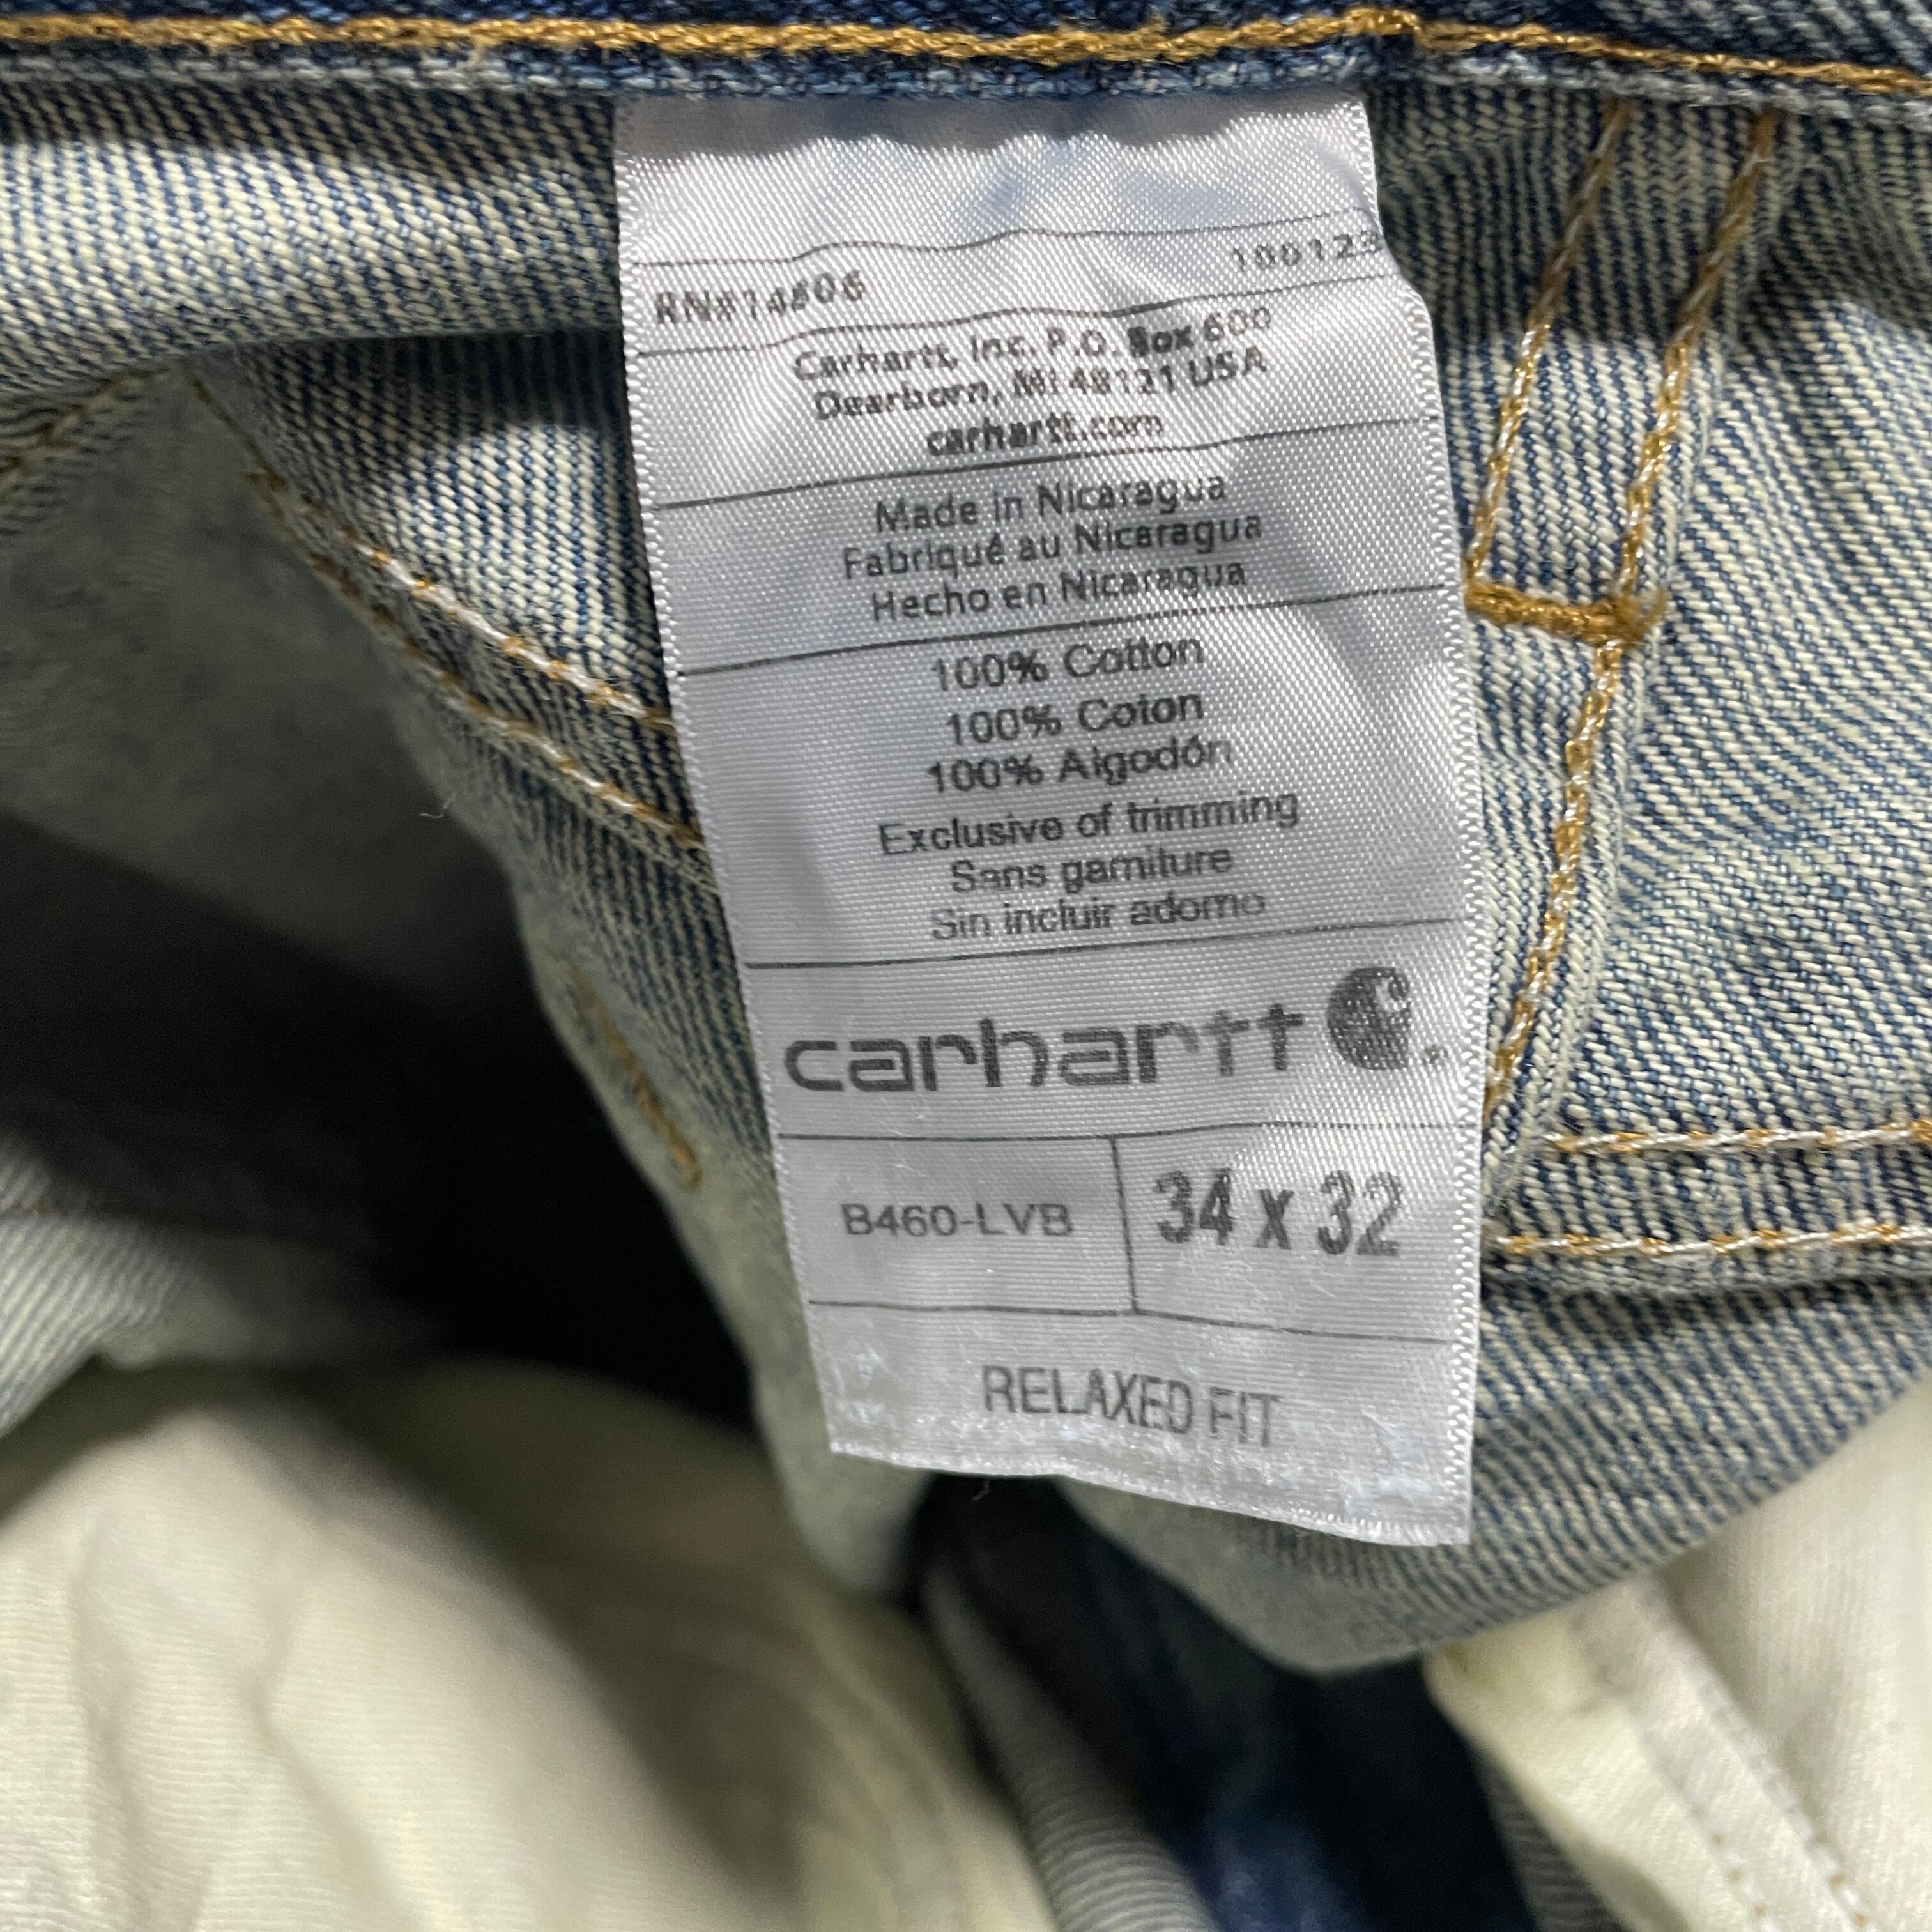 RN#14806 100123
Carhartt, Inc. P.O. Box 600
Dearborn, MI 48121 USA
carhartt.com
Made in Nicaragua
Fabriqué au Nicaragua
Hecho en Nicaragua
100% Cotton
100% Coton
100% Algodón
Exclusive of trimming
Sans garniture
Sin incluir adorno
carhartt
B460-LVB 34 x 32
RELAXED FIT